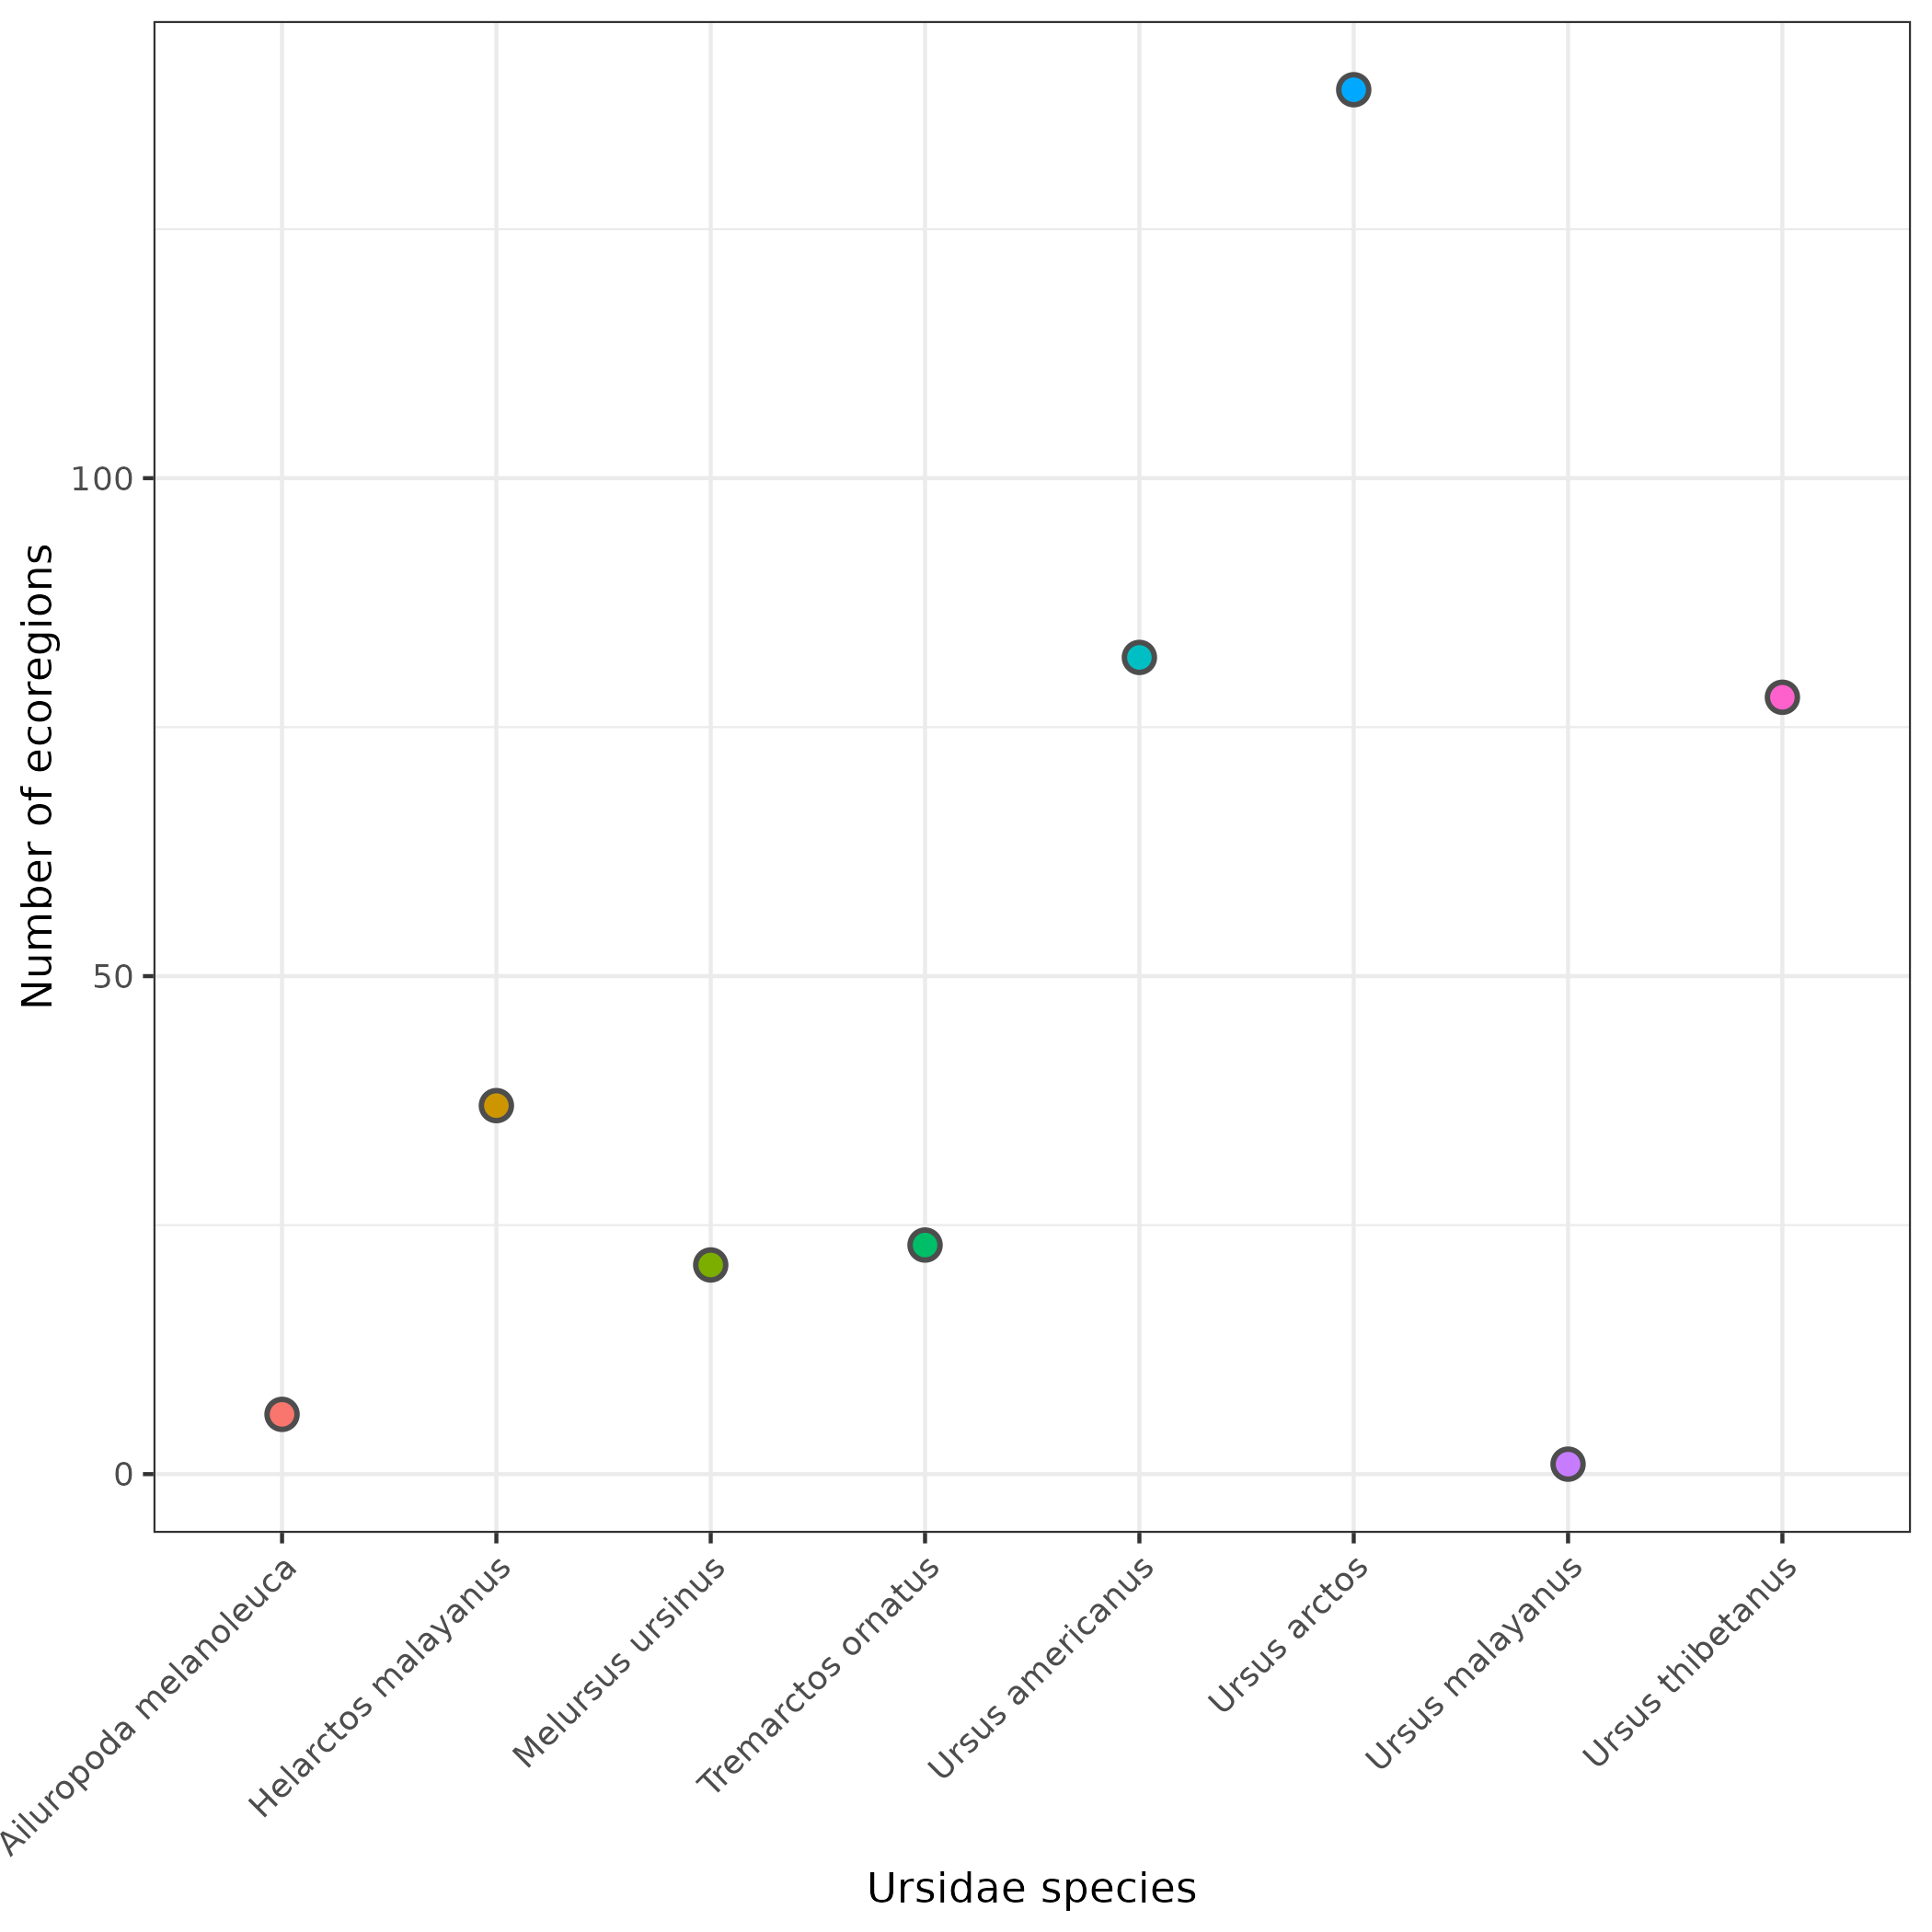 Number of ecoregions
100
50
0
Ailuropoda melanoleuca
Helarctos malayanus
Melursus ursinus
Tremarctos ornatus
Ursus americanus
Ursus arctos
Ursus malayanus
Ursus thibetanus
Ursidae species